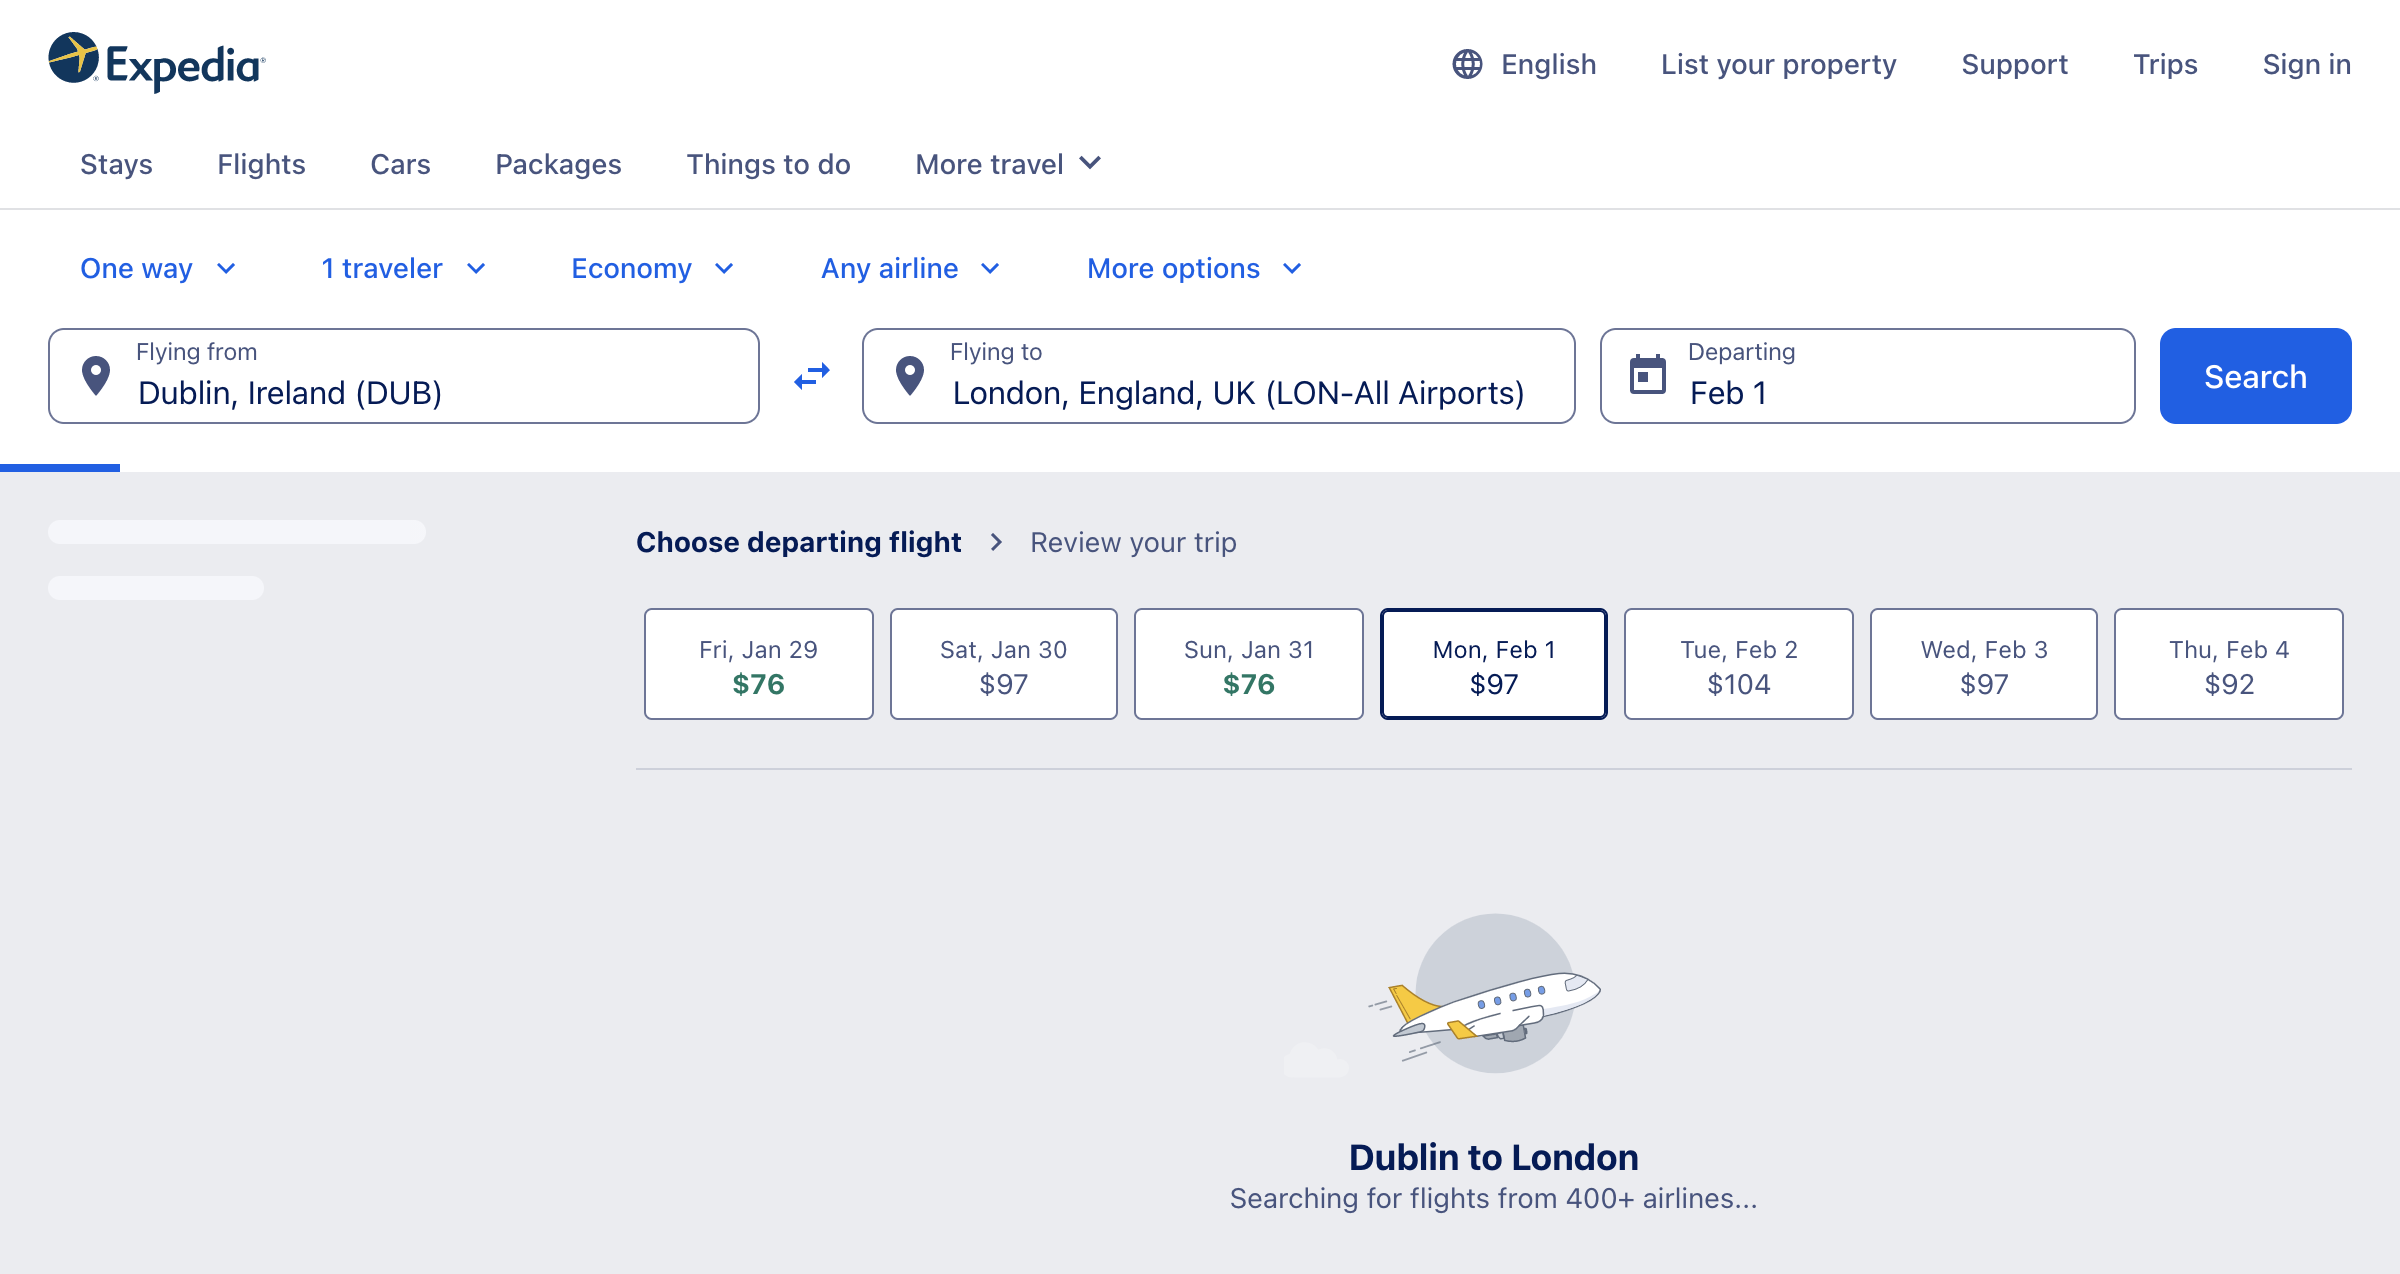 Expedia
English List your property Support Trips Sign in
Stays Flights Cars Packages Things to do More travel
One way 1 traveler Economy Any airline More options
Flying from
Dublin, Ireland (DUB)
Flying to
London, England, UK (LON-All Airports)
Departing
Feb 1
Search
Choose departing flight Review your trip
Fri, Jan 29
$76
Sat, Jan 30
$97
Sun, Jan 31
$76
Mon, Feb 1
$97
Tue, Feb 2
$104
Wed, Feb 3
$97
Thu, Feb 4
$92
Dublin to London
Searching for flights from 400+ airlines...